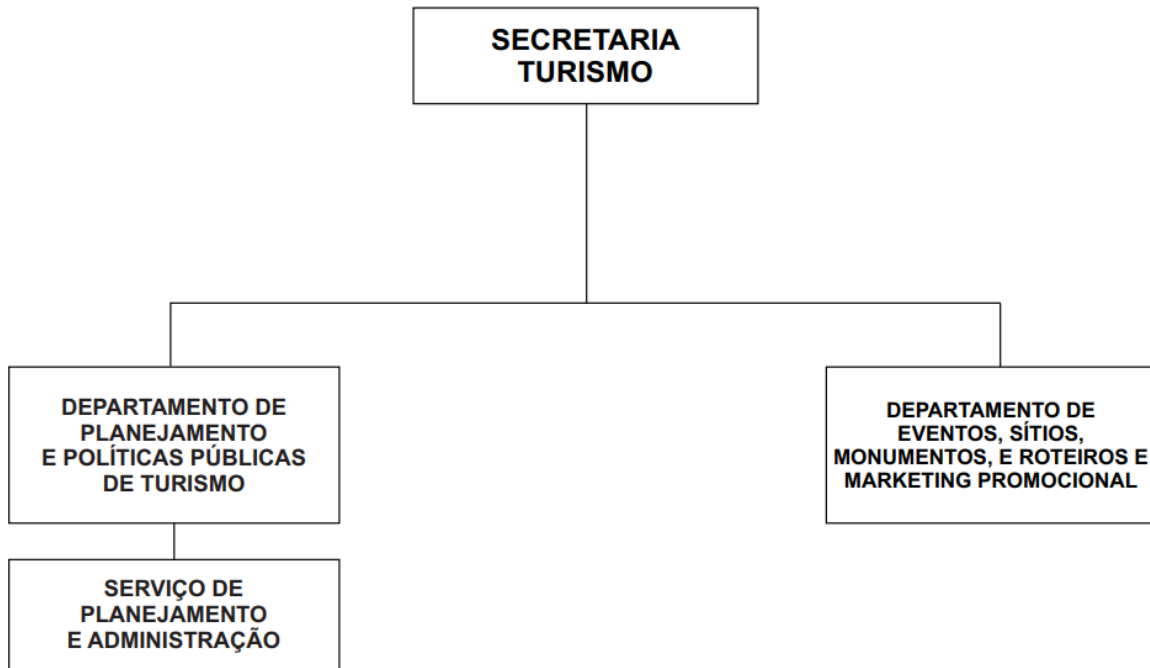 SECRETARIA
TURISMO
DEPARTAMENTO DE
PLANEJAMENTO
E POLÍTICAS PÚBLICAS
DE TURISMO
DEPARTAMENTO DE
EVENTOS, SÍTIOS,
MONUMENTOS, E ROTEIROS E
MARKETING PROMOCIONAL
SERVIÇO DE
PLANEJAMENTO
E ADMINISTRAÇÃO